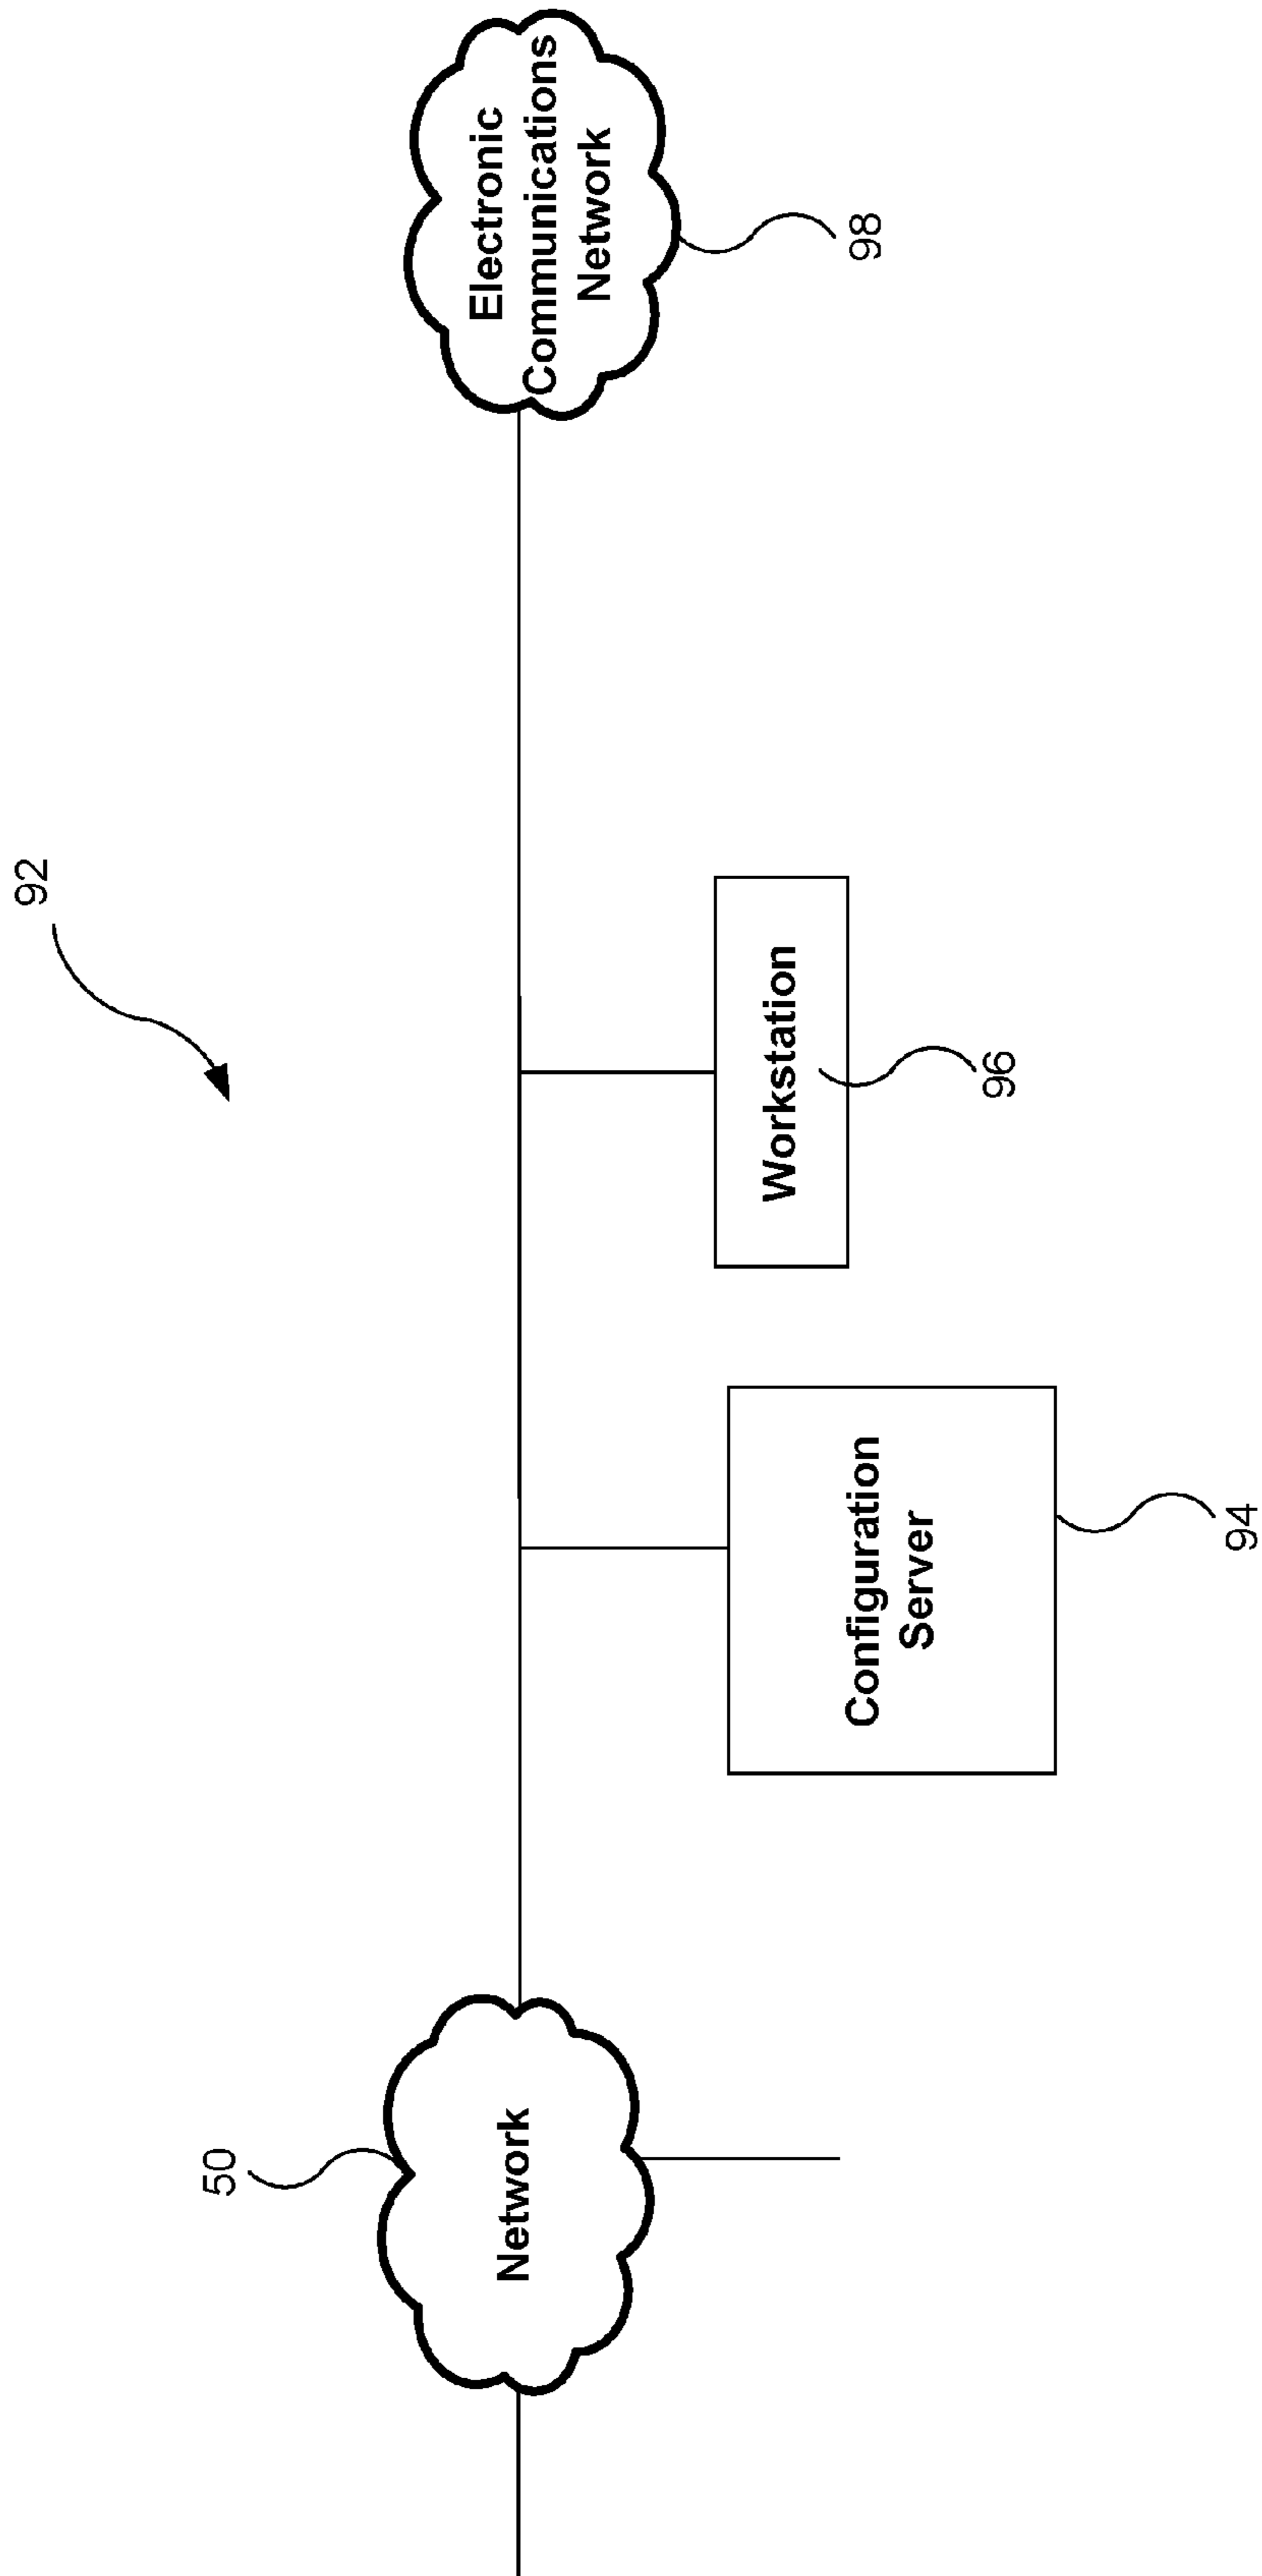 92
50
Network
Electronic
Communications
Network
98
Workstation
96
Configuration
Server
94